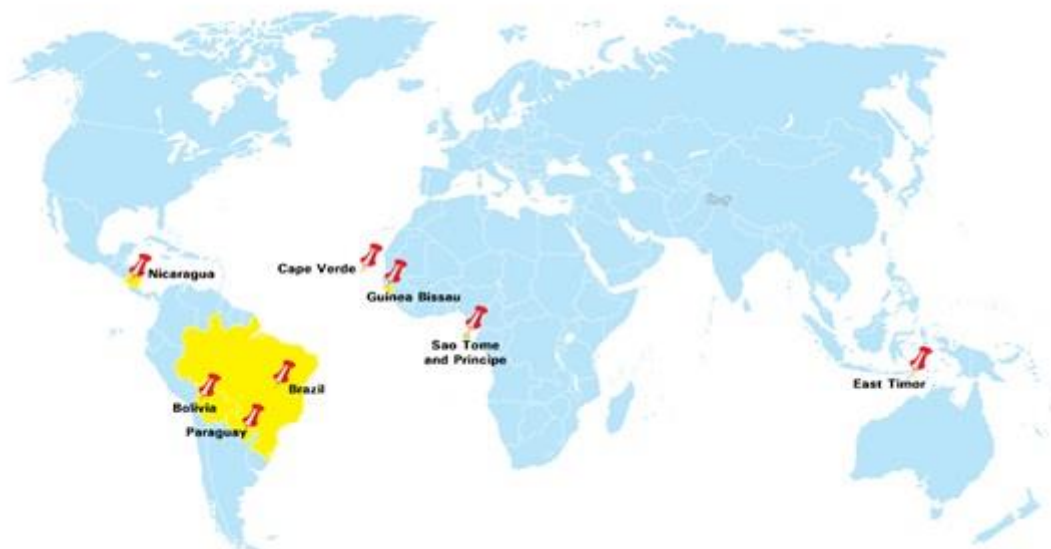 Nicaragua
Cape Verde
Guinea Bissau
Sao Tome
and Principe
Brazil
Bolivia
Paraguay
East Timor